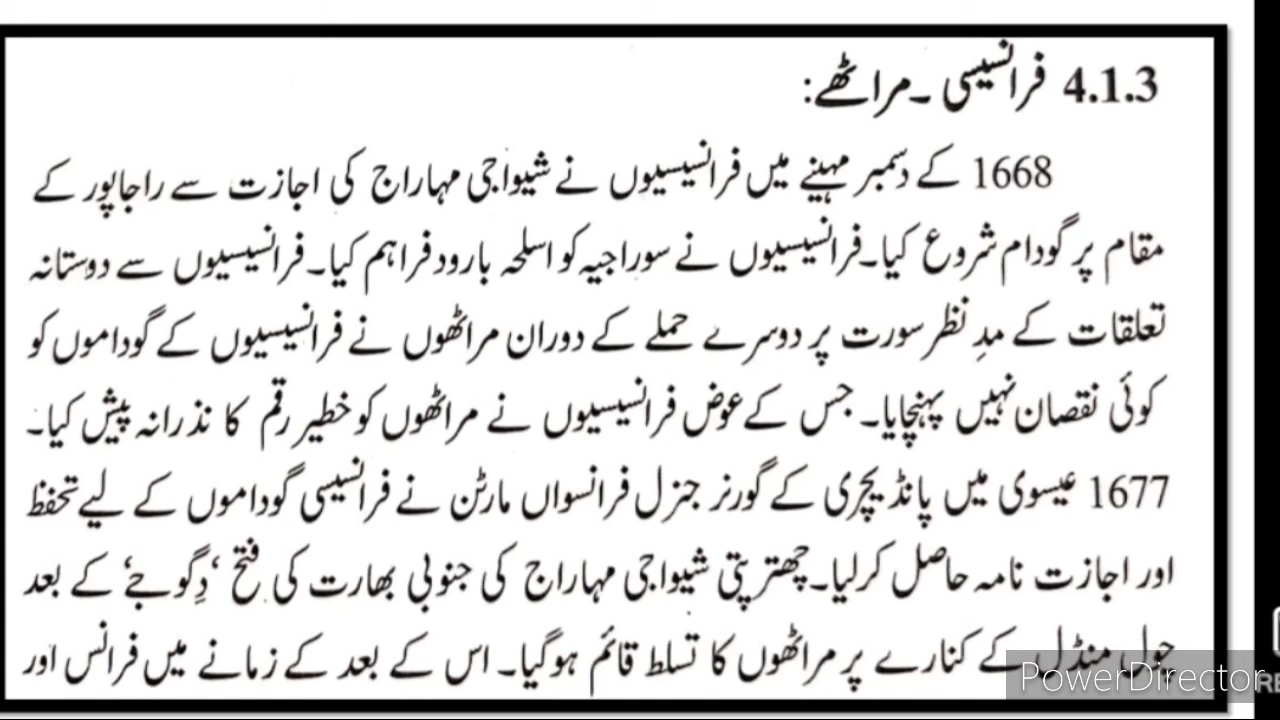 4.1.3 فرانسیسی ۔ مراٹھے:
1668 کے دسمبر مہینے میں فرانسیسیوں نے شیواجی مہاراج کی اجازت سے راجاپور کے
مقام پر گودام شروع کیا۔ فرانسیسیوں نے سوراجیہ کو اسلحہ بارود فراہم کیا۔ فرانسیسیوں سے دوستانہ
تعلقات کے مدِ نظر سورت پر دوسرے حملے کے دوران مراٹھوں نے فرانسیسیوں کے گوداموں کو
کوئی نقصان نہیں پہنچایا۔ جس کے عوض فرانسیسیوں نے مراٹھوں کو خطیر رقم کا نذرانہ پیش کیا۔
1677 عیسوی میں پانڈیچری کے گورنر جنرل فرانسواں مارٹن نے فرانسیسی گوداموں کے لیے تحفظ
اور اجازت نامہ حاصل کرلیا۔ چھترپتی شیواجی مہاراج کی جنوبی بھارت کی فتح ’دِگوجے‘ کے بعد
چول منڈل کے کنارے پر مراٹھوں کا تسلط قائم ہوگیا۔ اس کے بعد کے زمانے میں فرانس اور
PowerDirector